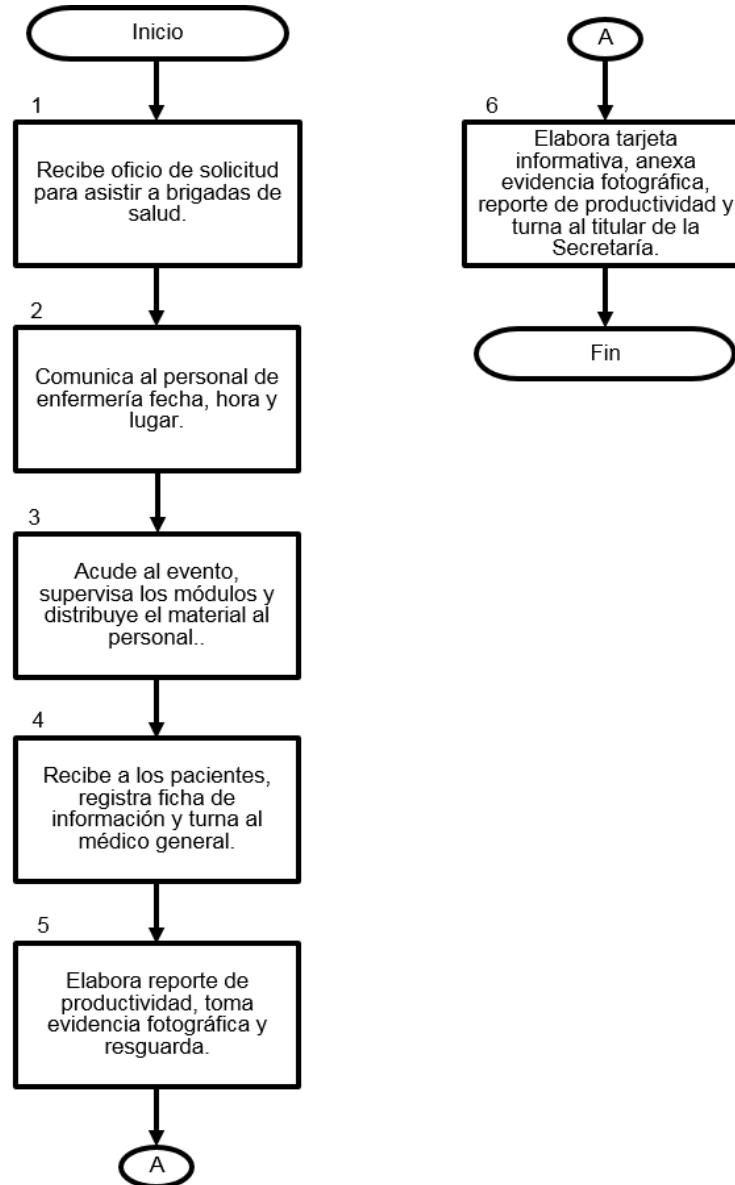 Inicio
1
Recibe oficio de solicitud
para asistir a brigadas de
salud.
2
Comunica al personal de
enfermería fecha, hora y
lugar.
3
Acude al evento,
supervisa los módulos y
distribuye el material al
personal..
4
Recibe a los pacientes,
registra ficha de
información y turna al
médico general.
5
Elabora reporte de
productividad, toma
evidencia fotográfica y
resguarda.
A
A
6
Elabora tarjeta
informativa, anexa
evidencia fotográfica,
reporte de productividad y
turna al titular de la
Secretaría.
Fin